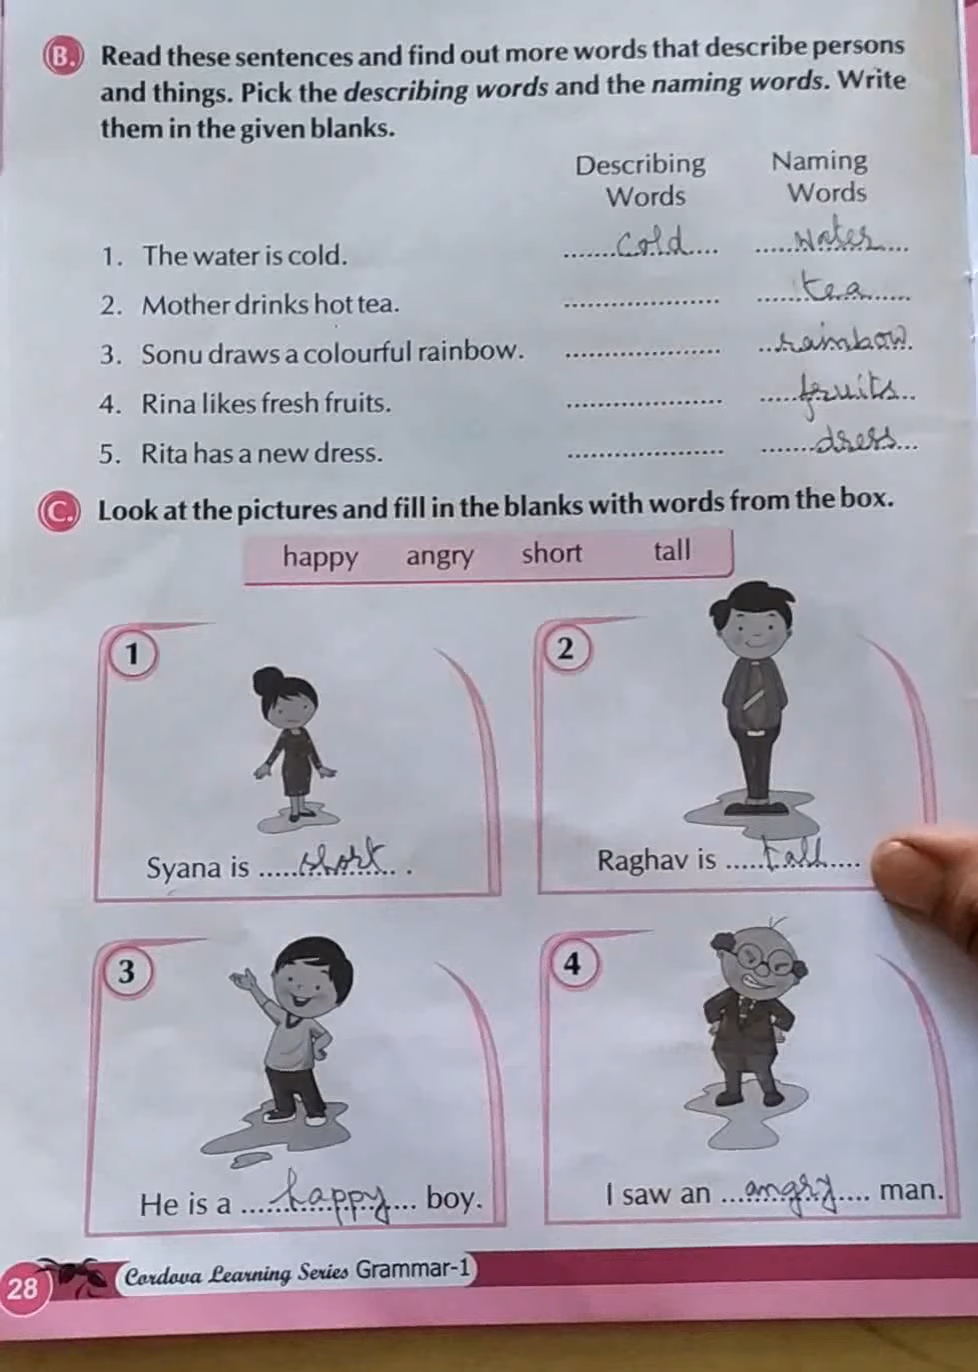 B. Read these sentences and find out more words that describe persons
and things. Pick the describing words and the naming words. Write
them in the given blanks.
Describing Naming
Words Words
1. The water is cold. .......cold.... .....water....
2. Mother drinks hot tea. ...................... ......tea.......
3. Sonu draws a colourful rainbow. ...................... ..rainbow.
4. Rina likes fresh fruits. ...................... .....fruits..
5. Rita has a new dress. ...................... .......dress...
C. Look at the pictures and fill in the blanks with words from the box.
happy angry short tall
1
2
Syana is .....short.. .
Raghav is .....tall....
3
4
He is a ......happy... boy.
I saw an ...angry.... man.
28 Cordova Learning Series Grammar-1